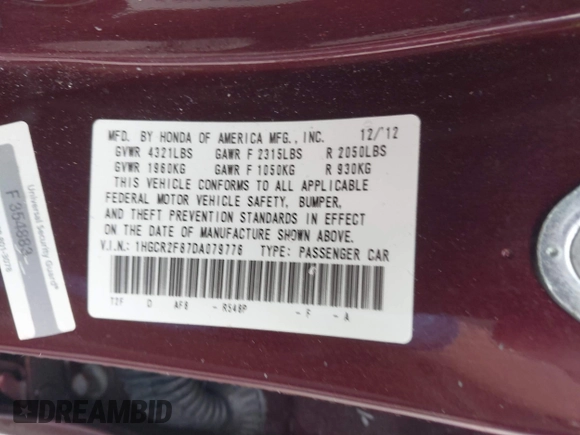 MFD. BY HONDA OF AMERICA MFG., INC. 12/12
GVWR 4321LBS GAWR F 2315LBS R 2050LBS
GVWR 1960KG GAWR F 1050KG R 930KG
THIS VEHICLE CONFORMS TO ALL APPLICABLE
FEDERAL MOTOR VEHICLE SAFETY, BUMPER,
AND THEFT PREVENTION STANDARDS IN EFFECT
ON THE DATE OF MANUFACTURE SHOWN ABOVE.
V.I.N.: 1HGCR2F67DA079776 TYPE: PASSENGER CAR
T2F D AF8 - R548P - F - A
Universal Security Guard
F 354883
DREAMBID